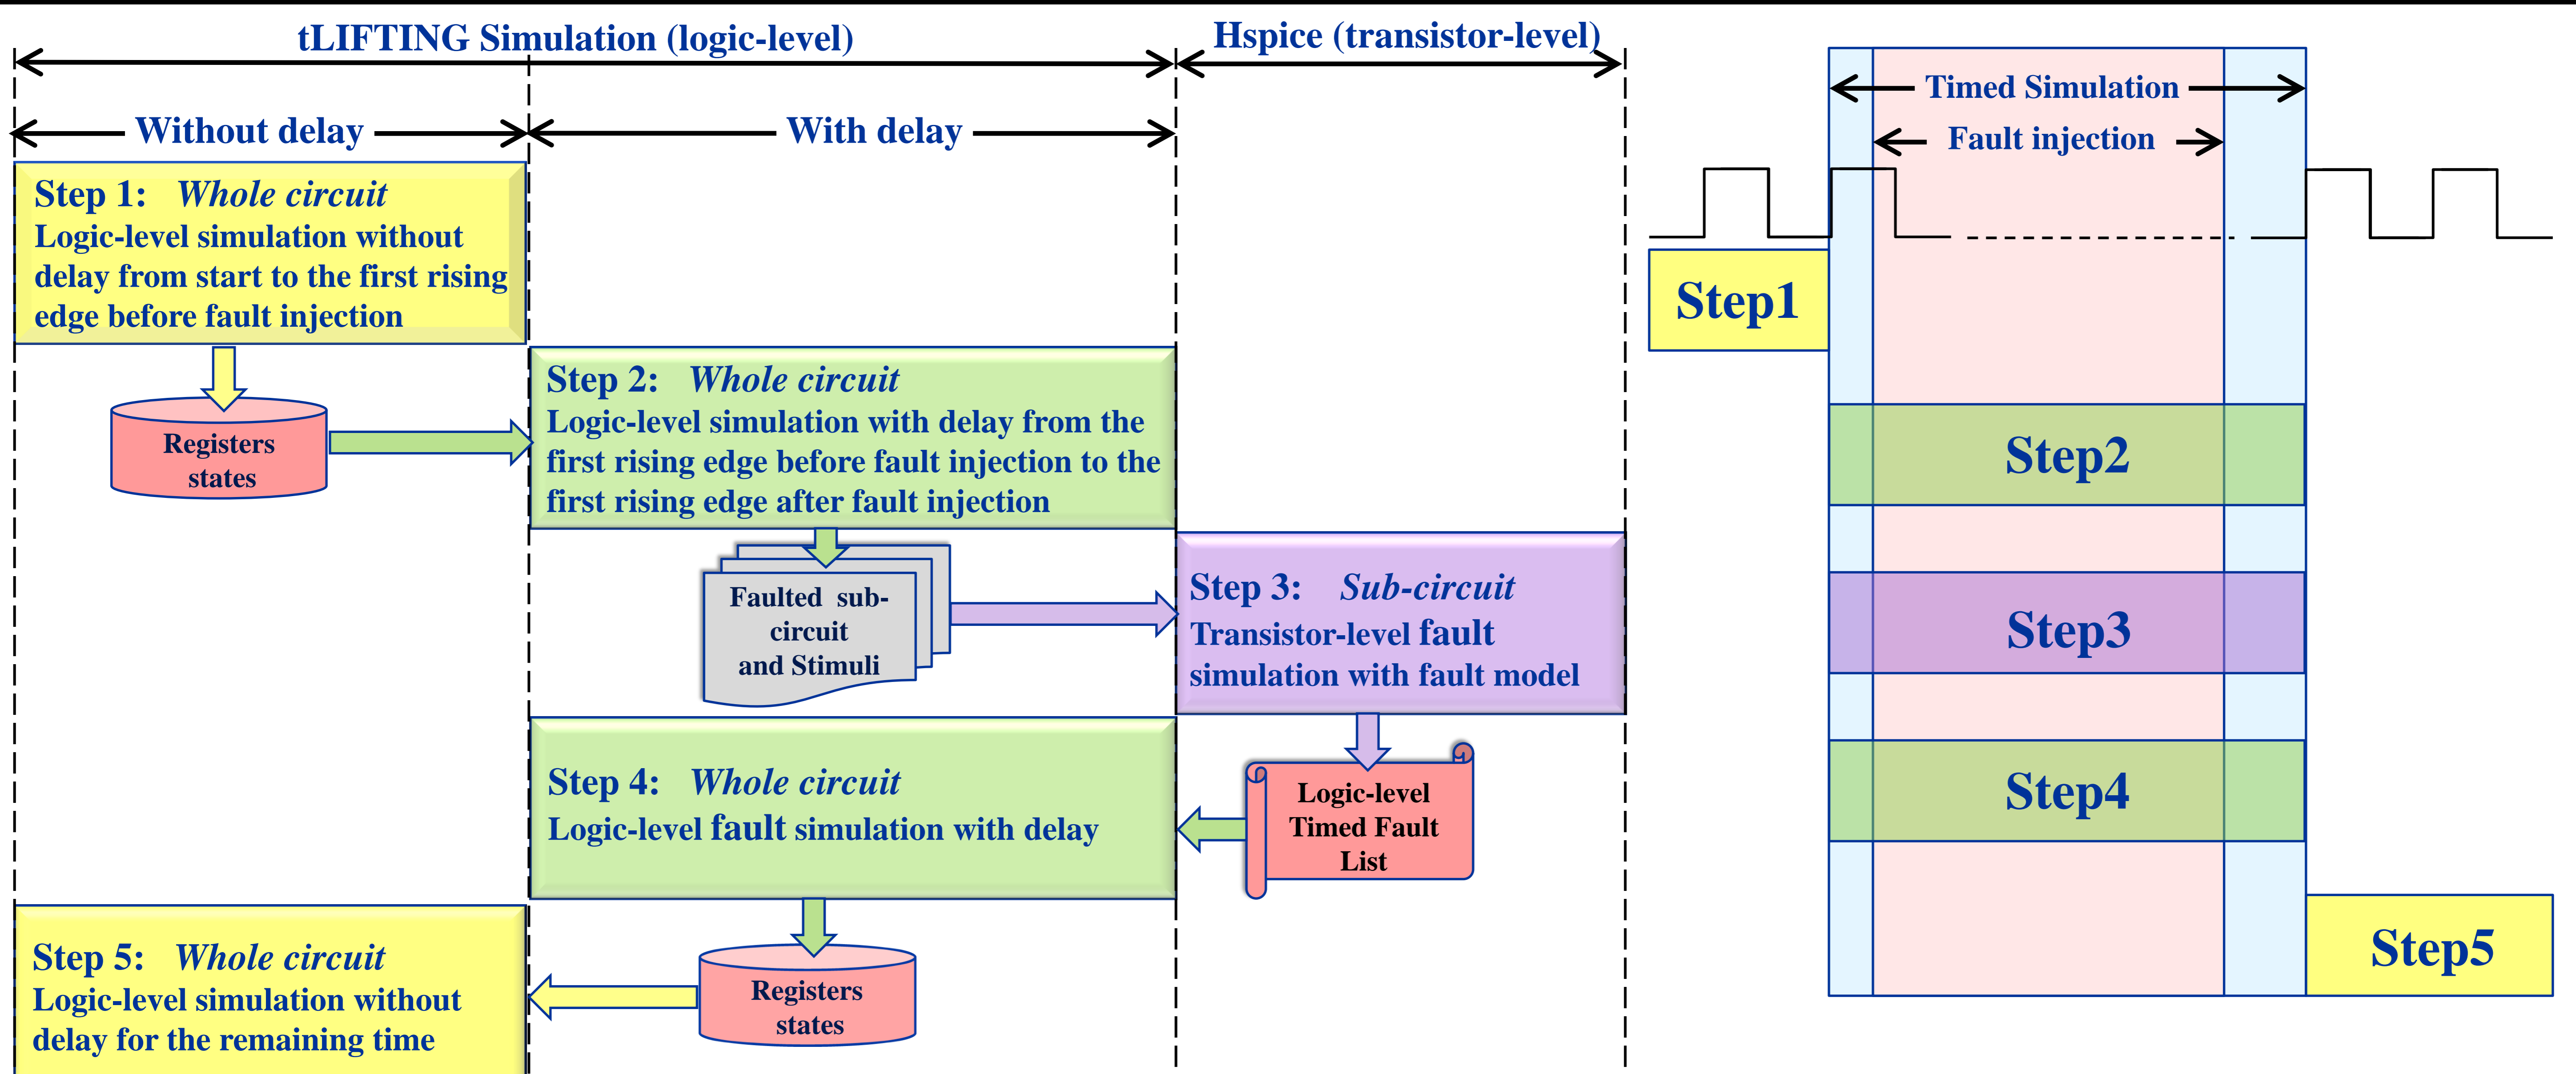 tLIFTING Simulation (logic-level)
Hspice (transistor-level)
Without delay
With delay
Step 1: Whole circuit
Logic-level simulation without
delay from start to the first rising
edge before fault injection
Registers
states
Step 2: Whole circuit
Logic-level simulation with delay from the
first rising edge before fault injection to the
first rising edge after fault injection
Faulted sub-
circuit
and Stimuli
Step 3: Sub-circuit
Transistor-level fault
simulation with fault model
Logic-level
Timed Fault
List
Step 4: Whole circuit
Logic-level fault simulation with delay
Registers
states
Step 5: Whole circuit
Logic-level simulation without
delay for the remaining time
Timed Simulation
Fault injection
Step1
Step2
Step3
Step4
Step5